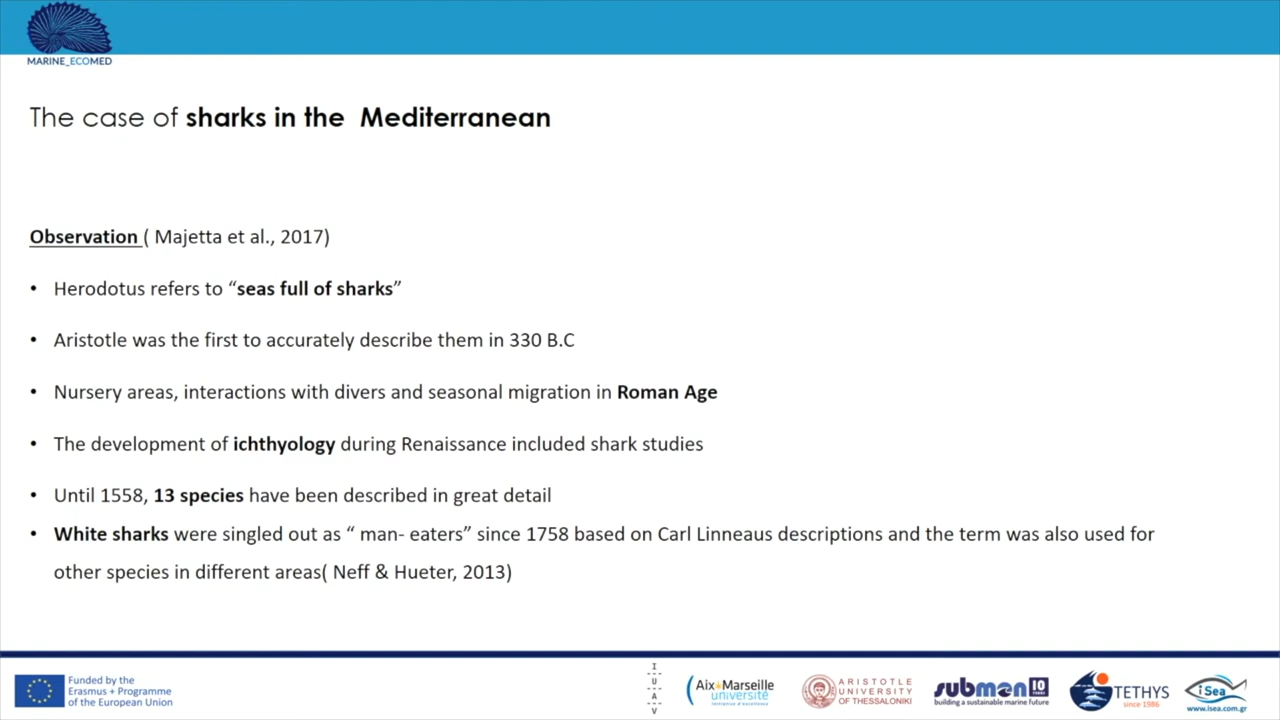 MARINE_ECOMED
The case of sharks in the Mediterranean
Observation ( Majetta et al., 2017)
• Herodotus refers to “seas full of sharks”
• Aristotle was the first to accurately describe them in 330 B.C
• Nursery areas, interactions with divers and seasonal migration in Roman Age
• The development of ichthyology during Renaissance included shark studies
• Until 1558, 13 species have been described in great detail
• White sharks were singled out as “ man- eaters” since 1758 based on Carl Linneaus descriptions and the term was also used for
other species in different areas( Neff & Hueter, 2013)
Funded by the
Erasmus + Programme
of the European Union
I
U
A
V
Aix*Marseille
université
Initiative d'excellence
ARISTOTLE
UNIVERSITY
OF THESSALONIKI
submon 10
building a sustainable marine future
TETHYS
since 1986
iSea
www.isea.com.gr